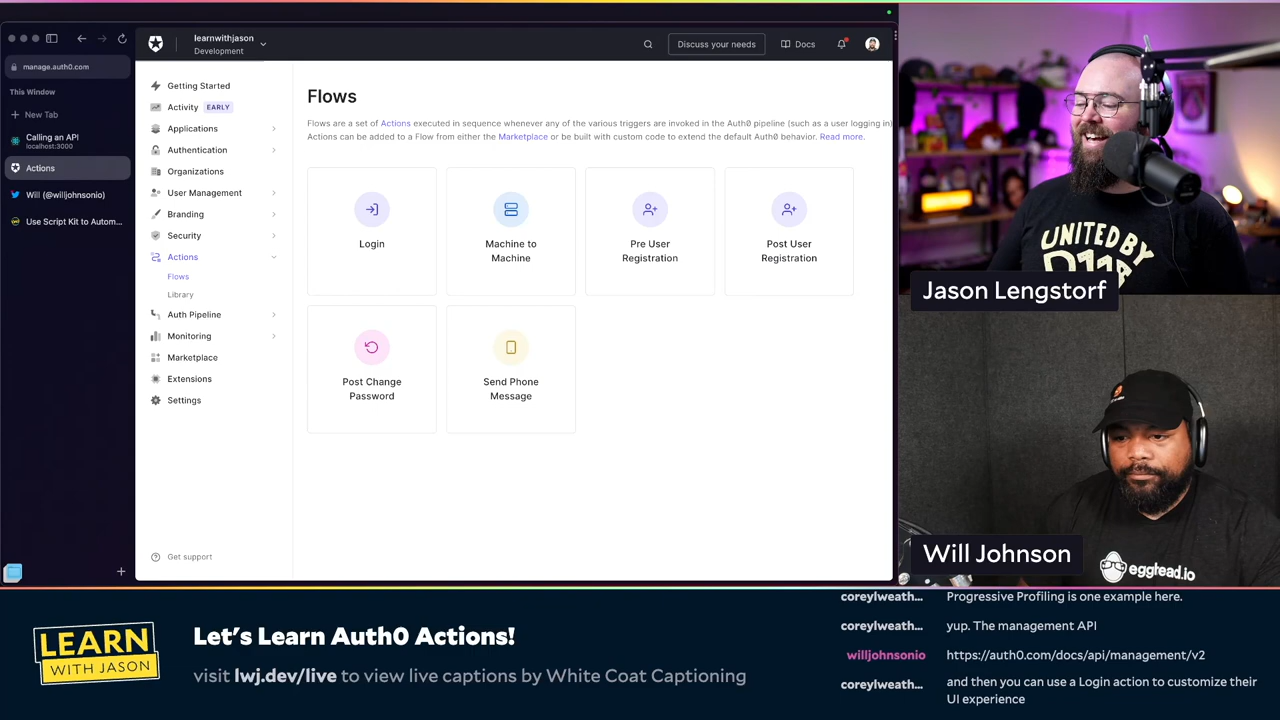 learnwithjason
Development
Discuss your needs
Docs
manage.auth0.com
This Window
New Tab
Calling an API
localhost:3000
Actions
Will (@willjohnsonio)
Use Script Kit to Autom...
Getting Started
Activity EARLY
Applications
Authentication
Organizations
User Management
Branding
Security
Actions
Flows
Library
Auth Pipeline
Monitoring
Marketplace
Extensions
Settings
Get support
Flows
Flows are a set of Actions executed in sequence whenever any of the various triggers are invoked in the Auth0 pipeline (such as a user logging in)
Actions can be added to a Flow from either the Marketplace or be built with custom code to extend the default Auth0 behavior. Read more.
Login
Machine to
Machine
Pre User
Registration
Post User
Registration
Post Change
Password
Send Phone
Message
UNITED BY
Jason Lengstorf
Will Johnson
egghead.io
LEARN
WITH JASON
Let's Learn Auth0 Actions!
visit lwj.dev/live to view live captions by White Coat Captioning
coreylweath... Progressive Profiling is one example here.
coreylweath... yup. The management API
willjohnsonio https://auth0.com/docs/api/management/v2
coreylweath... and then you can use a Login action to customize their
UI experience